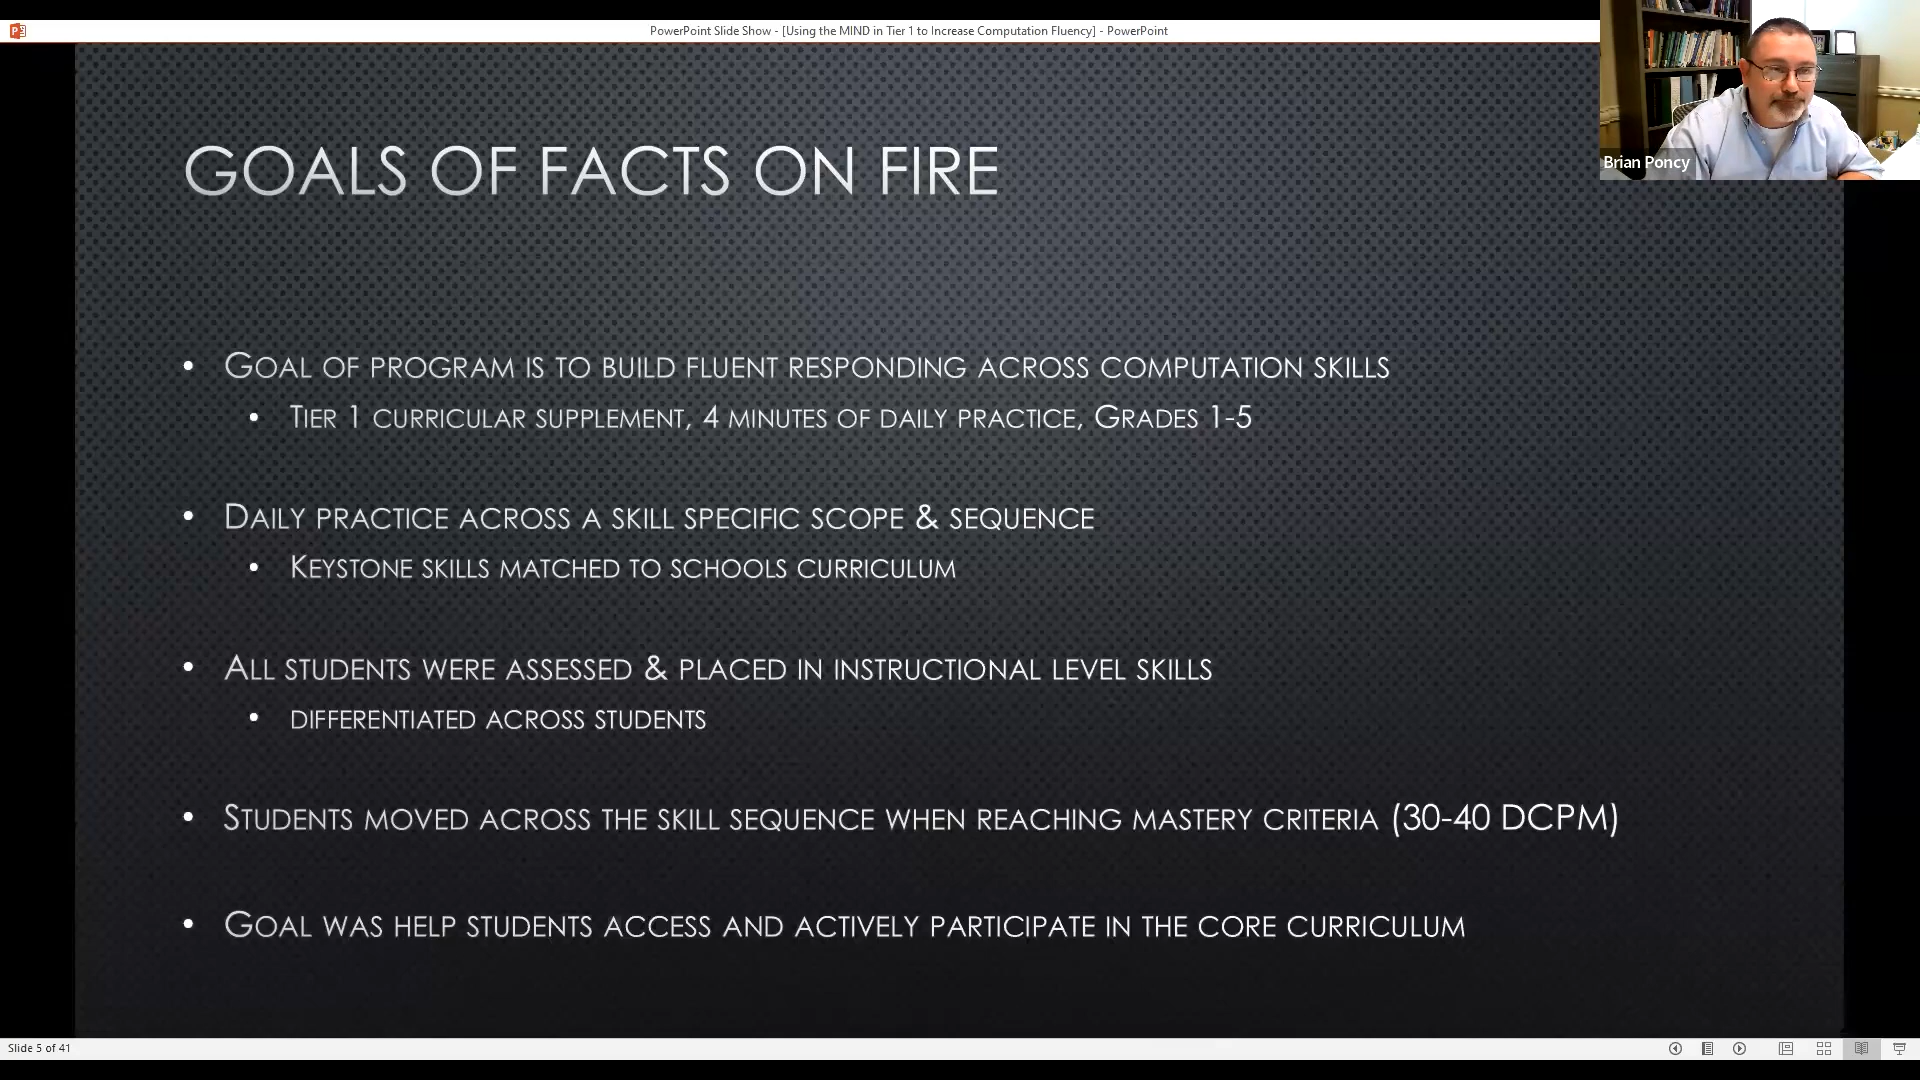 PowerPoint Slide Show - [Using the MIND in Tier 1 to Increase Computation Fluency] - PowerPoint
Brian Poncy
GOALS OF FACTS ON FIRE
• GOAL OF PROGRAM IS TO BUILD FLUENT RESPONDING ACROSS COMPUTATION SKILLS
• TIER 1 CURRICULAR SUPPLEMENT, 4 MINUTES OF DAILY PRACTICE, GRADES 1-5
• DAILY PRACTICE ACROSS A SKILL SPECIFIC SCOPE & SEQUENCE
• KEYSTONE SKILLS MATCHED TO SCHOOLS CURRICULUM
• ALL STUDENTS WERE ASSESSED & PLACED IN INSTRUCTIONAL LEVEL SKILLS
• DIFFERENTIATED ACROSS STUDENTS
• STUDENTS MOVED ACROSS THE SKILL SEQUENCE WHEN REACHING MASTERY CRITERIA (30-40 DCPM)
• GOAL WAS HELP STUDENTS ACCESS AND ACTIVELY PARTICIPATE IN THE CORE CURRICULUM
Slide 5 of 41